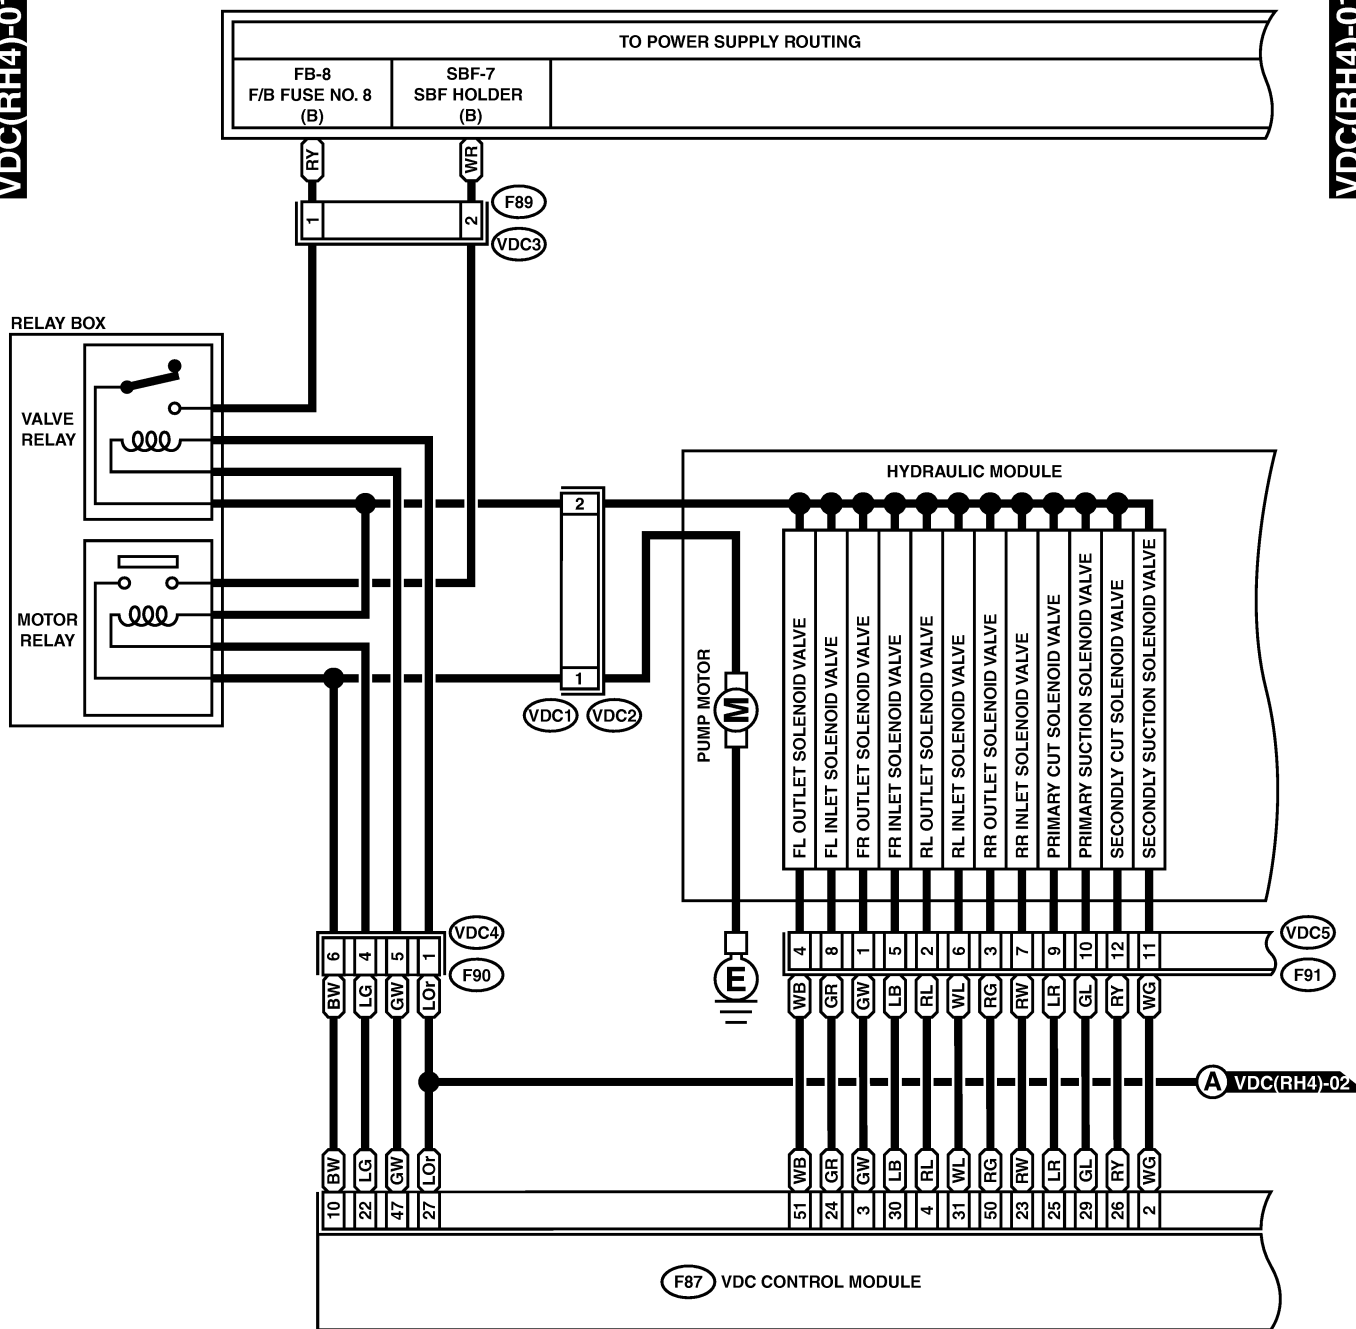 VDC(RH4)-01
VDC(RH4)-01
TO POWER SUPPLY ROUTING
FB-8
F/B FUSE NO. 8
(B)
SBF-7
SBF HOLDER
(B)
RY
WR
1
2
F89
VDC3
RELAY BOX
VALVE
RELAY
MOTOR
RELAY
2
1
VDC1
VDC2
HYDRAULIC MODULE
PUMP MOTOR
M
E
FL OUTLET SOLENOID VALVE
FL INLET SOLENOID VALVE
FR OUTLET SOLENOID VALVE
FR INLET SOLENOID VALVE
RL OUTLET SOLENOID VALVE
RL INLET SOLENOID VALVE
RR OUTLET SOLENOID VALVE
RR INLET SOLENOID VALVE
PRIMARY CUT SOLENOID VALVE
PRIMARY SUCTION SOLENOID VALVE
SECONDLY CUT SOLENOID VALVE
SECONDLY SUCTION SOLENOID VALVE
6 4 5 1
VDC4
F90
BW LG GW LOr
4 8 1 5 2 6 3 7 9 10 12 11
VDC5
F91
WB GR GW LB RL WL RG RW LR GL RY WG
A VDC(RH4)-02
BW LG GW LOr
WB GR GW LB RL WL RG RW LR GL RY WG
10 22 47 27
51 24 3 30 4 31 50 23 25 29 26 2
F87 VDC CONTROL MODULE